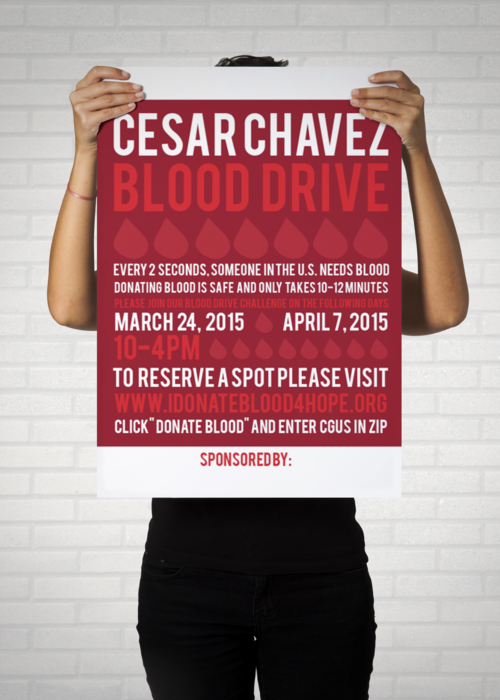 CESAR CHAVEZ
BLOOD DRIVE
EVERY 2 SECONDS, SOMEONE IN THE U.S. NEEDS BLOOD
DONATING BLOOD IS SAFE AND ONLY TAKES 10-12 MINUTES
PLEASE JOIN OUR BLOOD DRIVE CHALLENGE ON THE FOLLOWING DAYS
MARCH 24, 2015 APRIL 7, 2015
10-4PM
TO RESERVE A SPOT PLEASE VISIT
WWW.IDONATEBLOOD4HOPE.ORG
CLICK "DONATE BLOOD" AND ENTER CGUS IN ZIP
SPONSORED BY: